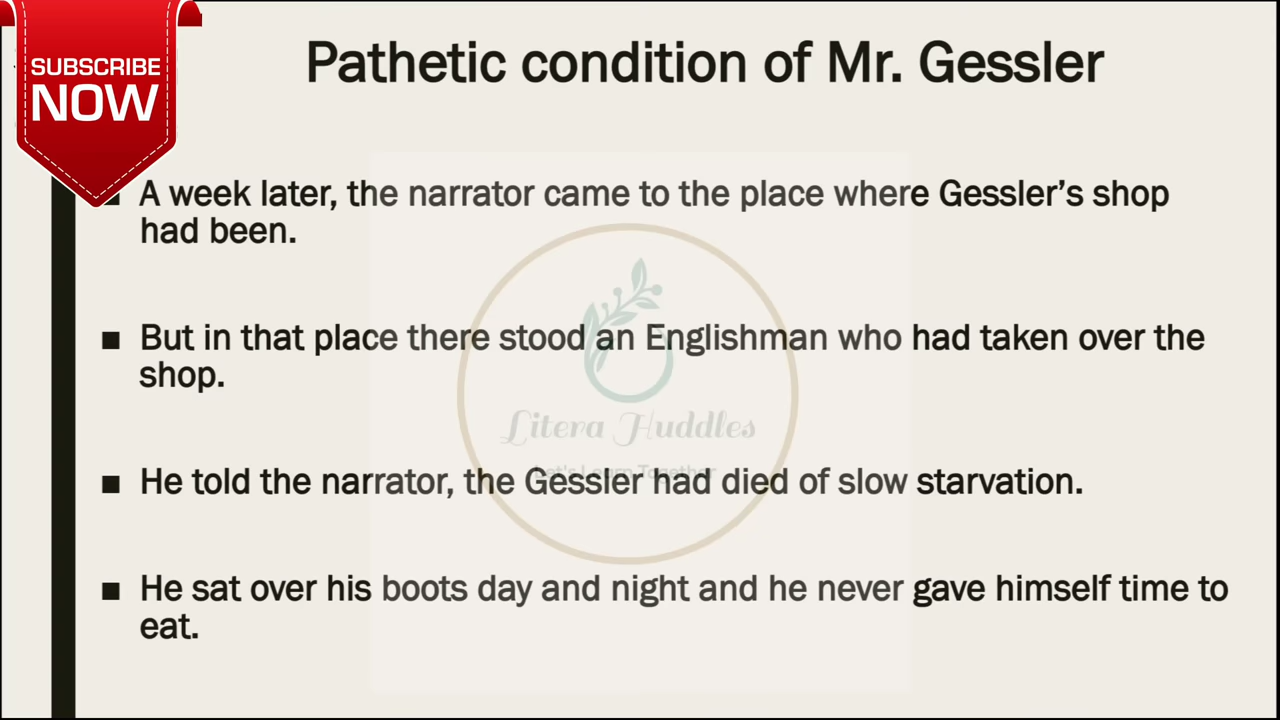 SUBSCRIBE
NOW
Pathetic condition of Mr. Gessler
■ A week later, the narrator came to the place where Gessler’s shop
had been.
■ But in that place there stood an Englishman who had taken over the
shop.
Litera Huddles
Let's Learn Together
■ He told the narrator, the Gessler had died of slow starvation.
■ He sat over his boots day and night and he never gave himself time to
eat.